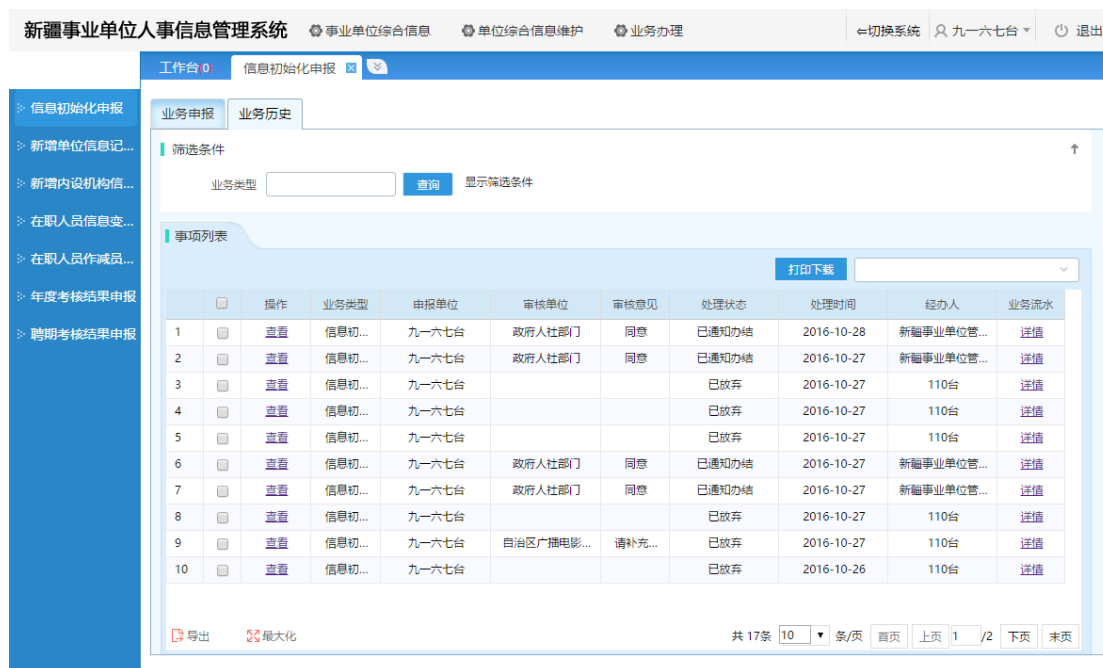 新疆事业单位人事信息管理系统 事业单位综合信息 单位综合信息维护 业务办理 ⇐切换系统 九一六七台 退出
工作台(0) 信息初始化申报
信息初始化申报
新增单位信息记...
新增内设机构信...
在职人员信息变...
在职人员作减员...
年度考核结果申报
聘期考核结果申报
业务申报 业务历史
筛选条件
业务类型 查询 显示筛选条件
事项列表
打印下载
操作 业务类型 申报单位 审核单位 审核意见 处理状态 处理时间 经办人 业务流水
1 查看 信息初... 九一六七台 政府人社部门 同意 已通知办结 2016-10-28 新疆事业单位管... 详情
2 查看 信息初... 九一六七台 政府人社部门 同意 已通知办结 2016-10-27 新疆事业单位管... 详情
3 查看 信息初... 九一六七台 已放弃 2016-10-27 110台 详情
4 查看 信息初... 九一六七台 已放弃 2016-10-27 110台 详情
5 查看 信息初... 九一六七台 已放弃 2016-10-27 110台 详情
6 查看 信息初... 九一六七台 政府人社部门 同意 已通知办结 2016-10-27 新疆事业单位管... 详情
7 查看 信息初... 九一六七台 政府人社部门 同意 已通知办结 2016-10-27 新疆事业单位管... 详情
8 查看 信息初... 九一六七台 已放弃 2016-10-27 110台 详情
9 查看 信息初... 九一六七台 自治区广播电影... 请补充... 已放弃 2016-10-27 110台 详情
10 查看 信息初... 九一六七台 已放弃 2016-10-26 110台 详情
导出 最大化 共 17条 10 条/页 首页 上页 1 /2 下页 末页